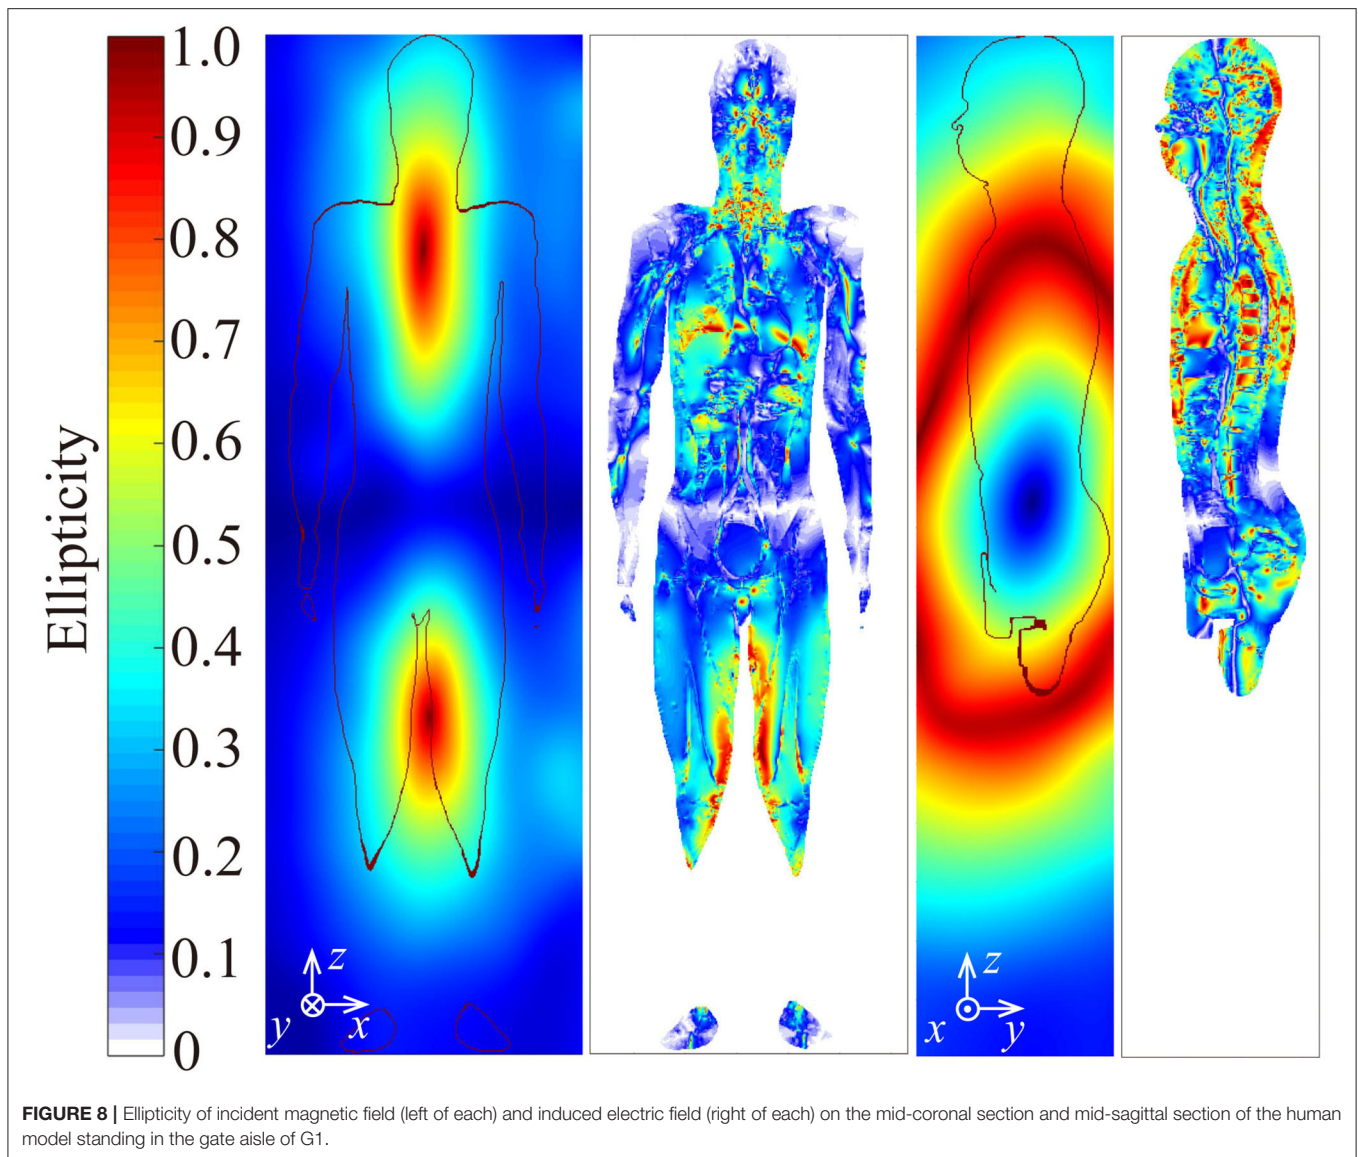 Ellipticity
1.0
0.9
0.8
0.7
0.6
0.5
0.4
0.3
0.2
0.1
0
z
y
x
z
x
y
FIGURE 8 | Ellipticity of incident magnetic field (left of each) and induced electric field (right of each) on the mid-coronal section and mid-sagittal section of the human
model standing in the gate aisle of G1.